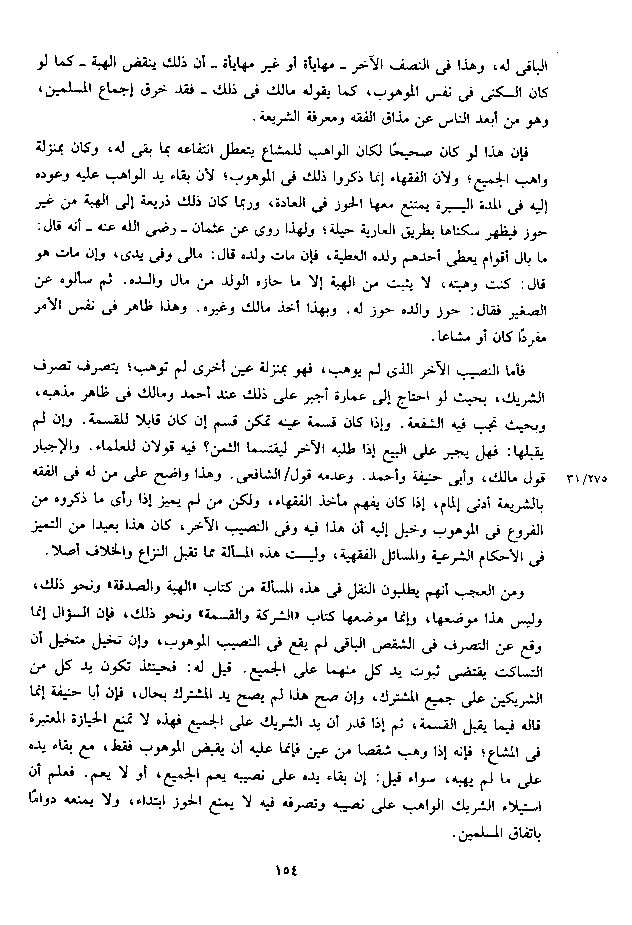 الباقى له، وهذا فى النصف الآخر ـ مهايأة أو غير مهايأة ـ أن ذلك ينقض الهبة ـ كما لو
كان السكنى فى نفس الموهوب، كما يقوله مالك فى ذلك ـ فقد خرق إجماع المسلمين،
وهو من أبعد الناس عن مذاق الفقه ومعرفة الشريعة.
فإن هذا لو كان صحيحًا لكان الواهب للمشاع يتعطل انتفاعه بما بقى له، وكان بمنزلة
واهب الجميع؛ ولأن الفقهاء إنما ذكروا ذلك فى الموهوب؛ لأن بقاء يد الواهب عليه وعوده
إليه فى المدة اليسيرة يمتنع معها الحوز فى العادة، وربما كان ذلك ذريعة إلى الهبة من غير
حوز فيظهر سكناها بطريق العارية حيلة؛ ولهذا روى عن عثمان ـ رضى الله عنه ـ أنه قال:
ما بال أقوام يعطى أحدهم ولده العطية، فإن مات ولده قال: مالى وفى يدى، وإن مات هو
قال: كنت وهبته، لا يثبت من الهبة إلا ما حازه الولد من مال والده. ثم سألوه عن
الصغير فقال: حوز والده حوز له. وبهذا أخذ مالك وغيره. وهذا ظاهر فى نفس الأمر
مفردًا كان أو مشاعا.
فأما النصيب الآخر الذى لم يوهب، فهو بمنزلة عين أخرى لم توهب؛ يتصرف تصرف
الشريك، بحيث لو احتاج إلى عمارة أجبر على ذلك عند أحمد ومالك فى ظاهر مذهبه،
وبحيث تجب فيه الشفعة. وإذا كان قسمة عينه تمكن قسم إن كان قابلا للقسمة. وإن لم
يقبلها: فهل يجبر على البيع إذا طلبه الآخر ليقتسما الثمن؟ فيه قولان للعلماء. والإجبار
قول مالك، وأبى حنيفة وأحمد. وعدمه قول/ الشافعى. وهذا واضح على من له فى الفقه
٣١/٢٧٥
بالشريعة أدنى إلمام، إذا كان يفهم مأخذ الفقهاء، ولكن من لم يميز إذا رأى ما ذكروه من
الفروع فى الموهوب وخيل إليه أن هذا فيه وفى النصيب الآخر، كان هذا بعيدا من التميز
فى الأحكام الشرعية والمسائل الفقهية، وليست هذه المسألة مما تقبل النزاع والخلاف أصلا.
ومن العجب أنهم يطلبون النقل فى هذه المسألة من كتاب «الهبة والصدقة» ونحو ذلك،
وليس هذا موضعها، وإنما موضعها كتاب «الشركة والقسمة» ونحو ذلك، فإن السؤال إنما
وقع عن التصرف فى الشقص الباقى لم يقع فى النصيب الموهوب، وإن تخيل متخيل أن
التساكت يقتضى ثبوت يد كل منهما على الجميع. قيل له: فحينئذ تكون يد كل من
الشريكين على جميع المشترك، وإن صح هذا لم يصح يد المشترك بحال، فإن أبا حنيفة إنما
قاله فيما يقبل القسمة، ثم إذا قدر أن يد الشريك على الجميع فهذه لا تمنع الحيازة المعتبرة
فى المشاع؛ فإنه إذا وهب شقصا من عين فإنما عليه أن يقبض الموهوب فقط، مع بقاء يده
على ما لم يهبه، سواء قيل: إن بقاء يده على نصيبه يعم الجميع، أو لا يعم. فعلم أن
استيلاء الشريك الواهب على نصيبه وتصرفه فيه لا يمنع الحوز ابتداء، ولا يمنعه دوامًا
باتفاق المسلمين.
١٥٤